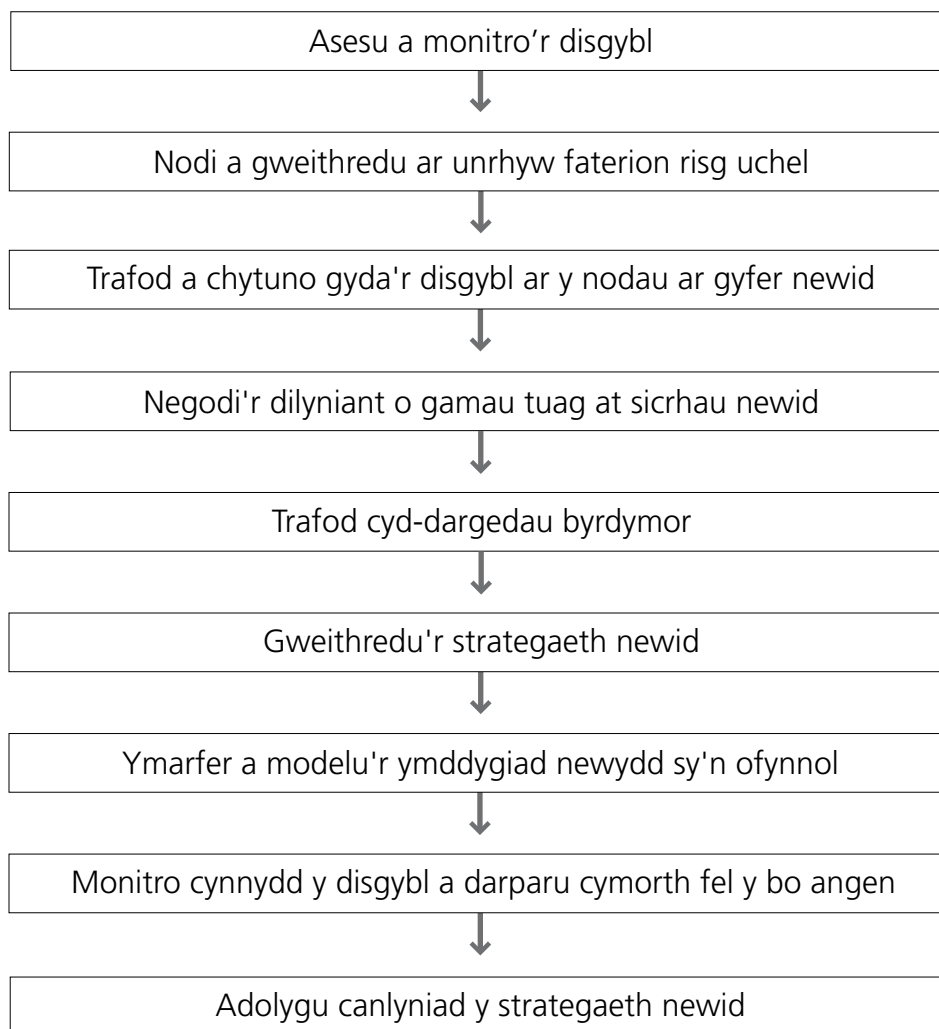 Asesu a monitro’r disgybl
Nodi a gweithredu ar unrhyw faterion risg uchel
Trafod a chytuno gyda'r disgybl ar y nodau ar gyfer newid
Negodi'r dilyniant o gamau tuag at sicrhau newid
Trafod cyd-dargedau byrdymor
Gweithredu'r strategaeth newid
Ymarfer a modelu'r ymddygiad newydd sy'n ofynnol
Monitro cynnydd y disgybl a darparu cymorth fel y bo angen
Adolygu canlyniad y strategaeth newid